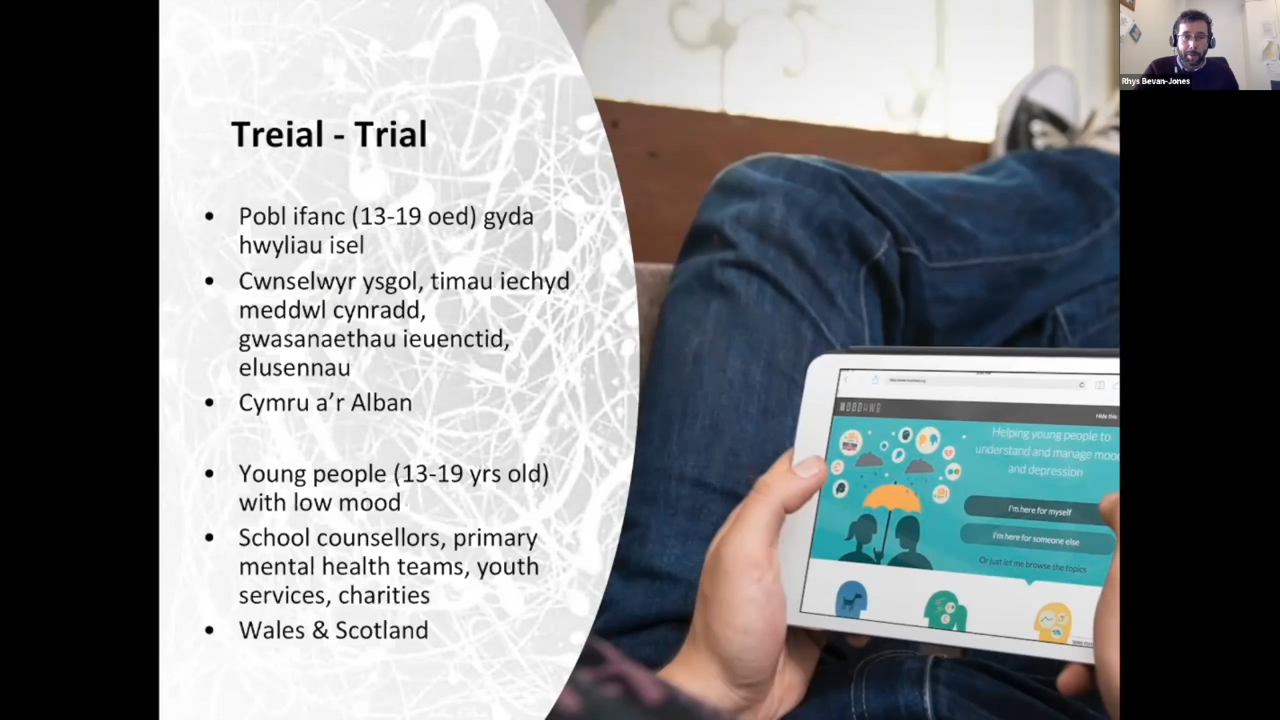 Treial - Trial
• Pobl ifanc (13-19 oed) gyda
hwyliau isel
• Cwnselwyr ysgol, timau iechyd
meddwl cynradd,
gwasanaethau ieuenctid,
elusennau
• Cymru a’r Alban
• Young people (13-19 yrs old)
with low mood
• School counsellors, primary
mental health teams, youth
services, charities
• Wales & Scotland
Rhys Bevan-Jones
Hide this
Helping young people to
understand and manage mood
and depression
I'm here for myself
I'm here for someone else
Or just let me browse the topics